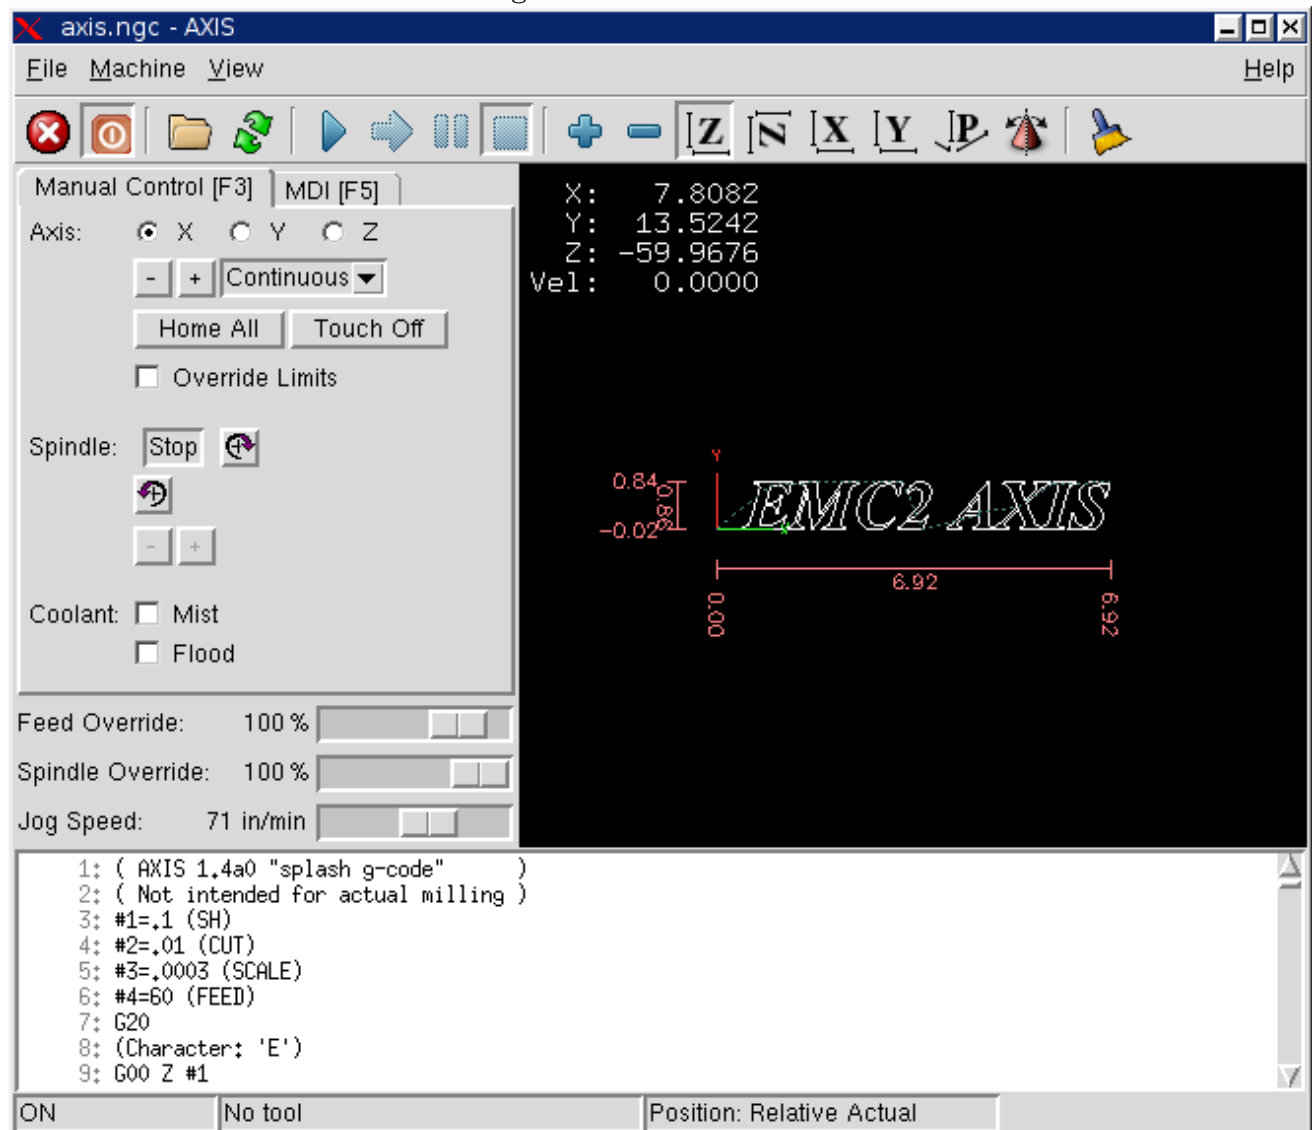 axis.ngc - AXIS
File Machine View Help
Z N X Y P
Manual Control [F3] MDI [F5]
Axis: X Y Z
- + Continuous
Home All Touch Off
Override Limits
Spindle: Stop
- +
Coolant: Mist
Flood
Feed Override: 100 %
Spindle Override: 100 %
Jog Speed: 71 in/min
X: 7.8082
Y: 13.5242
Z: -59.9676
Vel: 0.0000
Y
0.84
0.86
-0.02
X
EMC2 AXIS
6.92
0.00
6.92
1: ( AXIS 1.4a0 "splash g-code" )
2: ( Not intended for actual milling )
3: #1=.1 (SH)
4: #2=.01 (CUT)
5: #3=.0003 (SCALE)
6: #4=60 (FEED)
7: G20
8: (Character: 'E')
9: G00 Z #1
ON No tool Position: Relative Actual